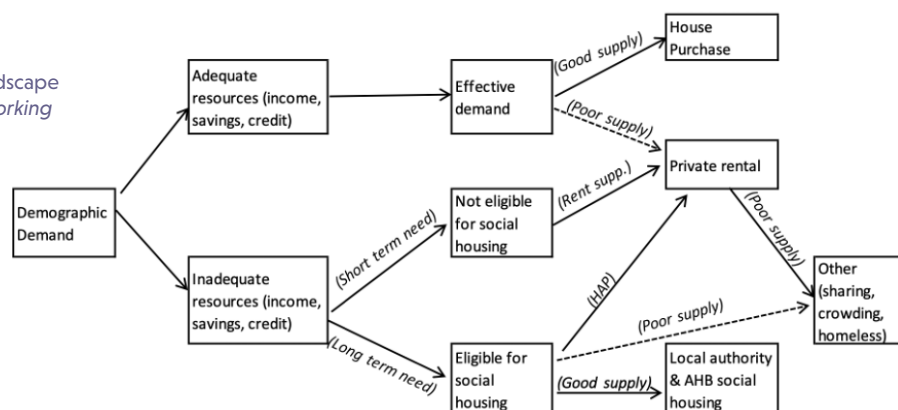 dscape
orking
House
Purchase
(Good supply)
Adequate
resources (income,
savings, credit)
Effective
demand
(Poor supply)
Private rental
Demographic
Demand
Not eligible
for social
housing
(Rent supp.)
(Short term need)
(Poor supply)
Inadequate
resources (income,
savings, credit)
(HAP)
Other
(sharing,
crowding,
homeless)
(Poor supply)
(Long term need)
Eligible for
social
housing
(Good supply)
Local authority
& AHB social
housing